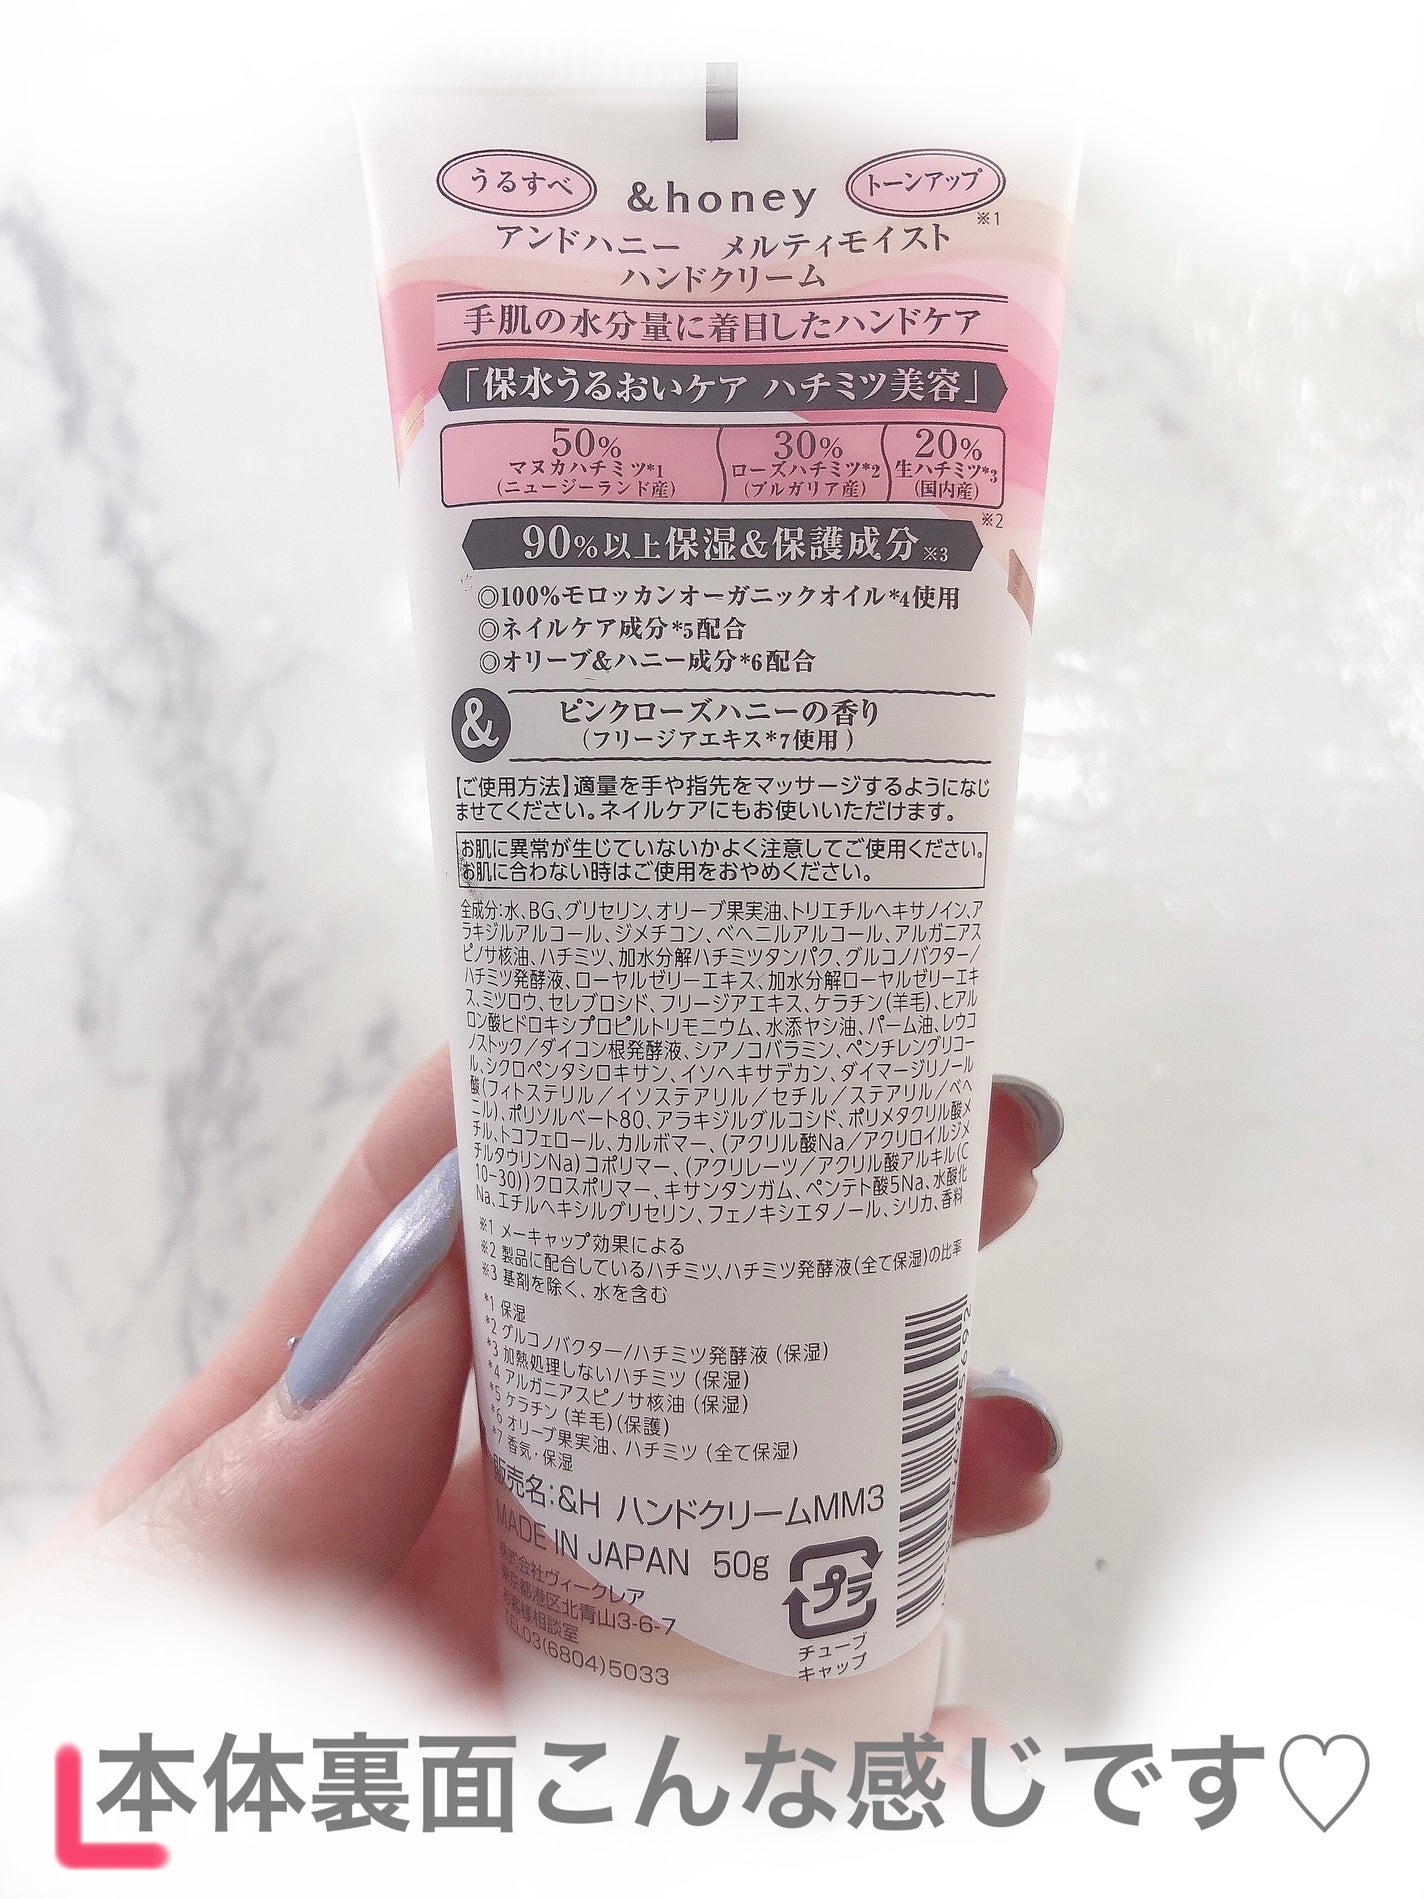 うるすべ &honey トーンアップ ※1
アンドハニー メルティモイスト
ハンドクリーム
手肌の水分量に着目したハンドケア
「保水うるおいケア ハチミツ美容」
50% 30% 20%
マヌカハチミツ*1 ローズハチミツ*2 生ハチミツ*3
(ニュージーランド産) (ブルガリア産) (国内産)
※2
90%以上保湿&保護成分※3
◎100%モロッカンオーガニックオイル*4使用
◎ネイルケア成分*5配合
◎オリーブ&ハニー成分*6配合
& ピンクローズハニーの香り
(フリージアエキス*7使用)
【ご使用方法】適量を手や指先をマッサージするようになじ
ませてください。ネイルケアにもお使いいただけます。
お肌に異常が生じていないかよく注意してご使用ください。
お肌に合わない時はご使用をおやめください。
全成分:水、BG、グリセリン、オリーブ果実油、トリエチルヘキサノイン、ア
ラキジルアルコール、ジメチコン、ベヘニルアルコール、アルガニアス
ピノサ核油、ハチミツ、加水分解ハチミツタンパク、グルコノバクター/
ハチミツ発酵液、ローヤルゼリーエキス、加水分解ローヤルゼリーエキ
ス、ミツロウ、セレブロシド、フリージアエキス、ケラチン(羊毛)、ヒアル
ロン酸ヒドロキシプロピルトリモニウム、水添ヤシ油、パーム油、レウコ
ノストック/ダイコン根発酵液、シアノコバラミン、ペンチレングリコー
ル、シクロペンタシロキサン、イソヘキサデカン、ダイマージリノール
酸(フィトステリル/イソステアリル/セチル/ステアリル/ベヘ
ニル)、ポリソルベート80、アラキジルグルコシド、ポリメタクリル酸メ
チル、トコフェロール、カルボマー、(アクリル酸Na/アクリロイルジメ
チルタウリンNa)コポリマー、(アクリレーツ/アクリル酸アルキル(C
10-30))クロスポリマー、キサンタンガム、ペンテト酸5Na、水酸化
Na、エチルヘキシルグリセリン、フェノキシエタノール、シリカ、香料
※1 メーキャップ効果による
※2 製品に配合しているハチミツ、ハチミツ発酵液(全て保湿)の比率
※3 基剤を除く、水を含む
*1 保湿
*2 グルコノバクター/ハチミツ発酵液 (保湿)
*3 加熱処理しないハチミツ (保湿)
*4 アルガニアスピノサ核油 (保湿)
*5 ケラチン (羊毛)(保護)
*6 オリーブ果実油、ハチミツ (全て保湿)
*7 香気・保湿
販売名:&H ハンドクリームMM3
MADE IN JAPAN 50g
株式会社ヴィークレア
東京都港区北青山3-6-7
お客様相談室
TEL03(6804)5033
プラ
チューブ
キャップ
本体裏面こんな感じです♡